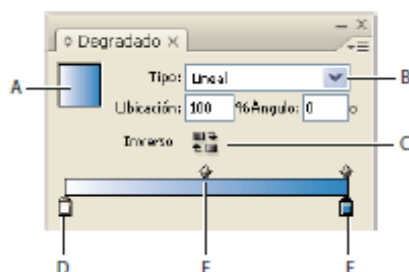 Degradado
A
Tipo: Lineal
B
Ubicación: 100 % Ángulo: 0 o
Inverso
C
D
E
F